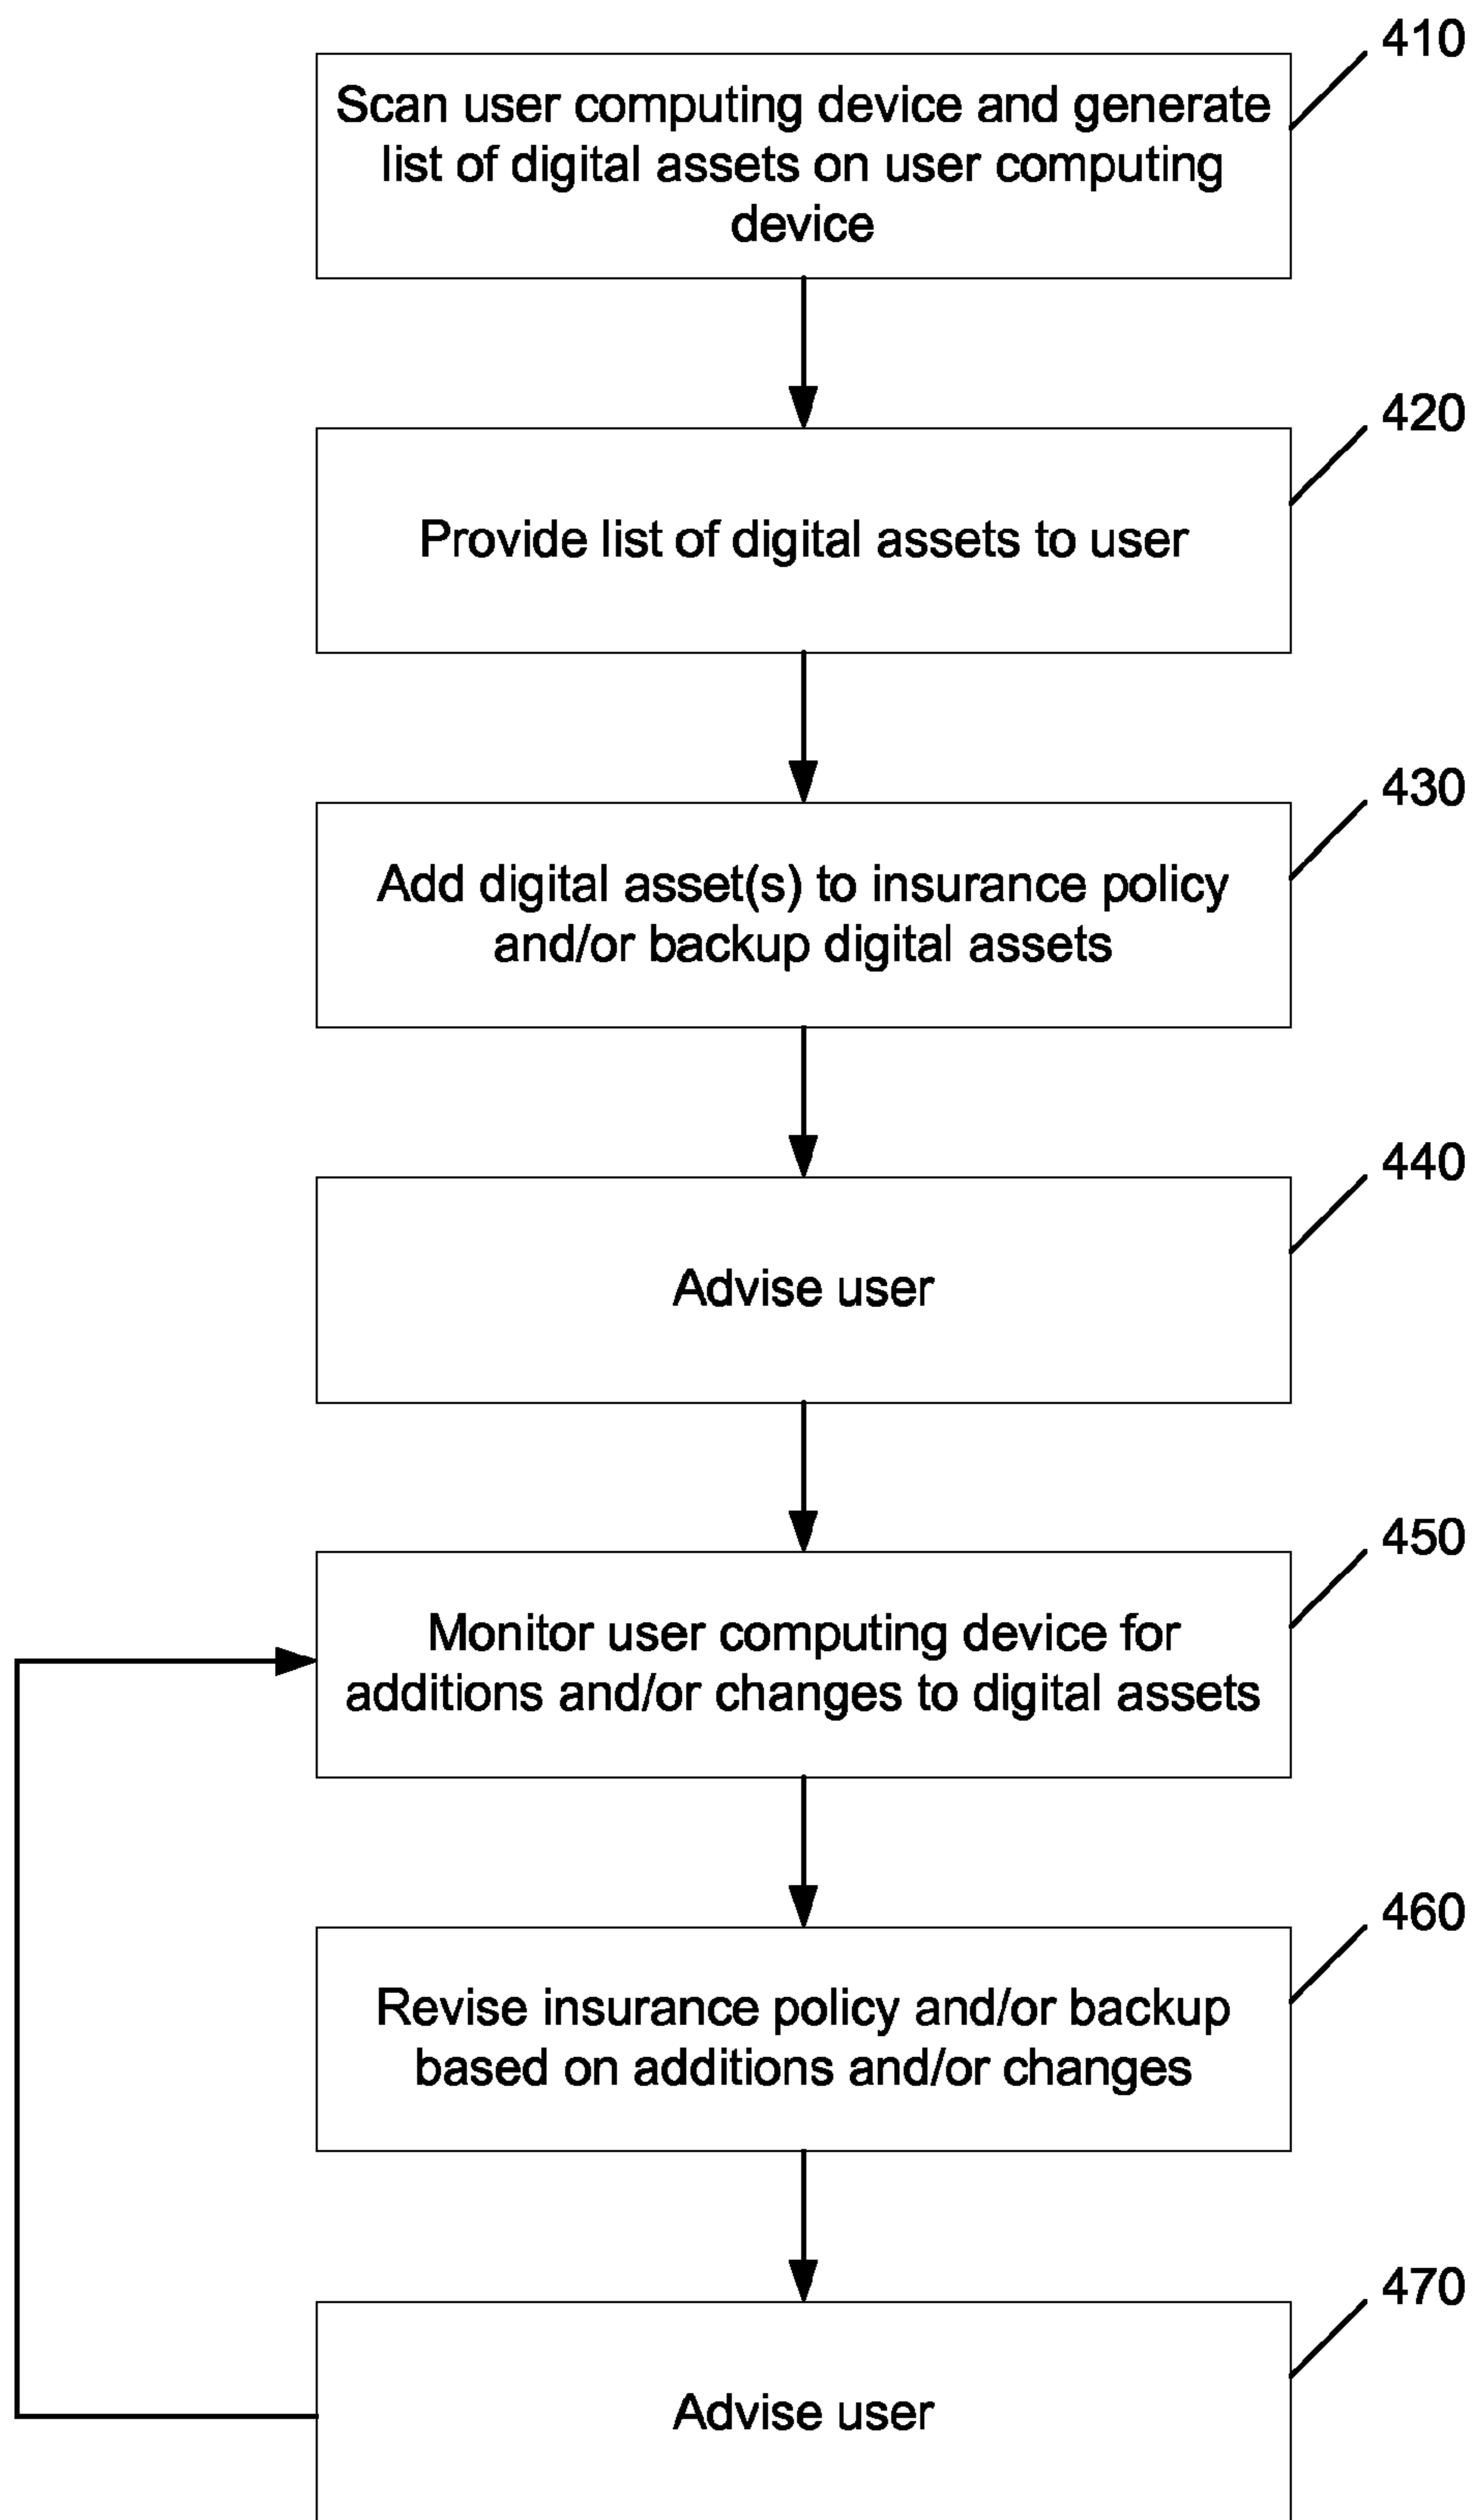 410
Scan user computing device and generate
list of digital assets on user computing
device
420
Provide list of digital assets to user
430
Add digital asset(s) to insurance policy
and/or backup digital assets
440
Advise user
450
Monitor user computing device for
additions and/or changes to digital assets
460
Revise insurance policy and/or backup
based on additions and/or changes
470
Advise user